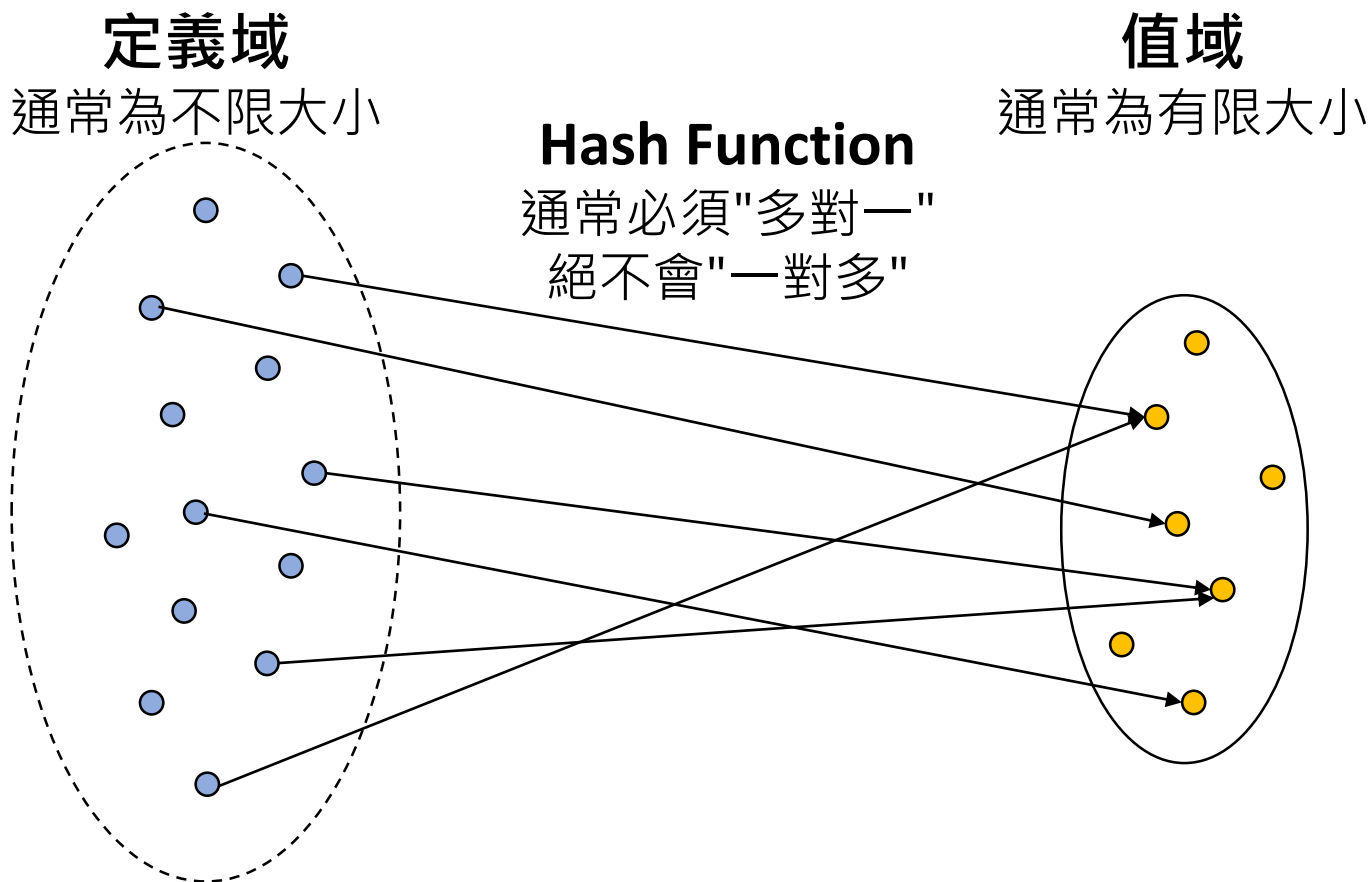 定義域
通常為不限大小
值域
通常為有限大小
Hash Function
通常必須"多對一"
絕不會"一對多"